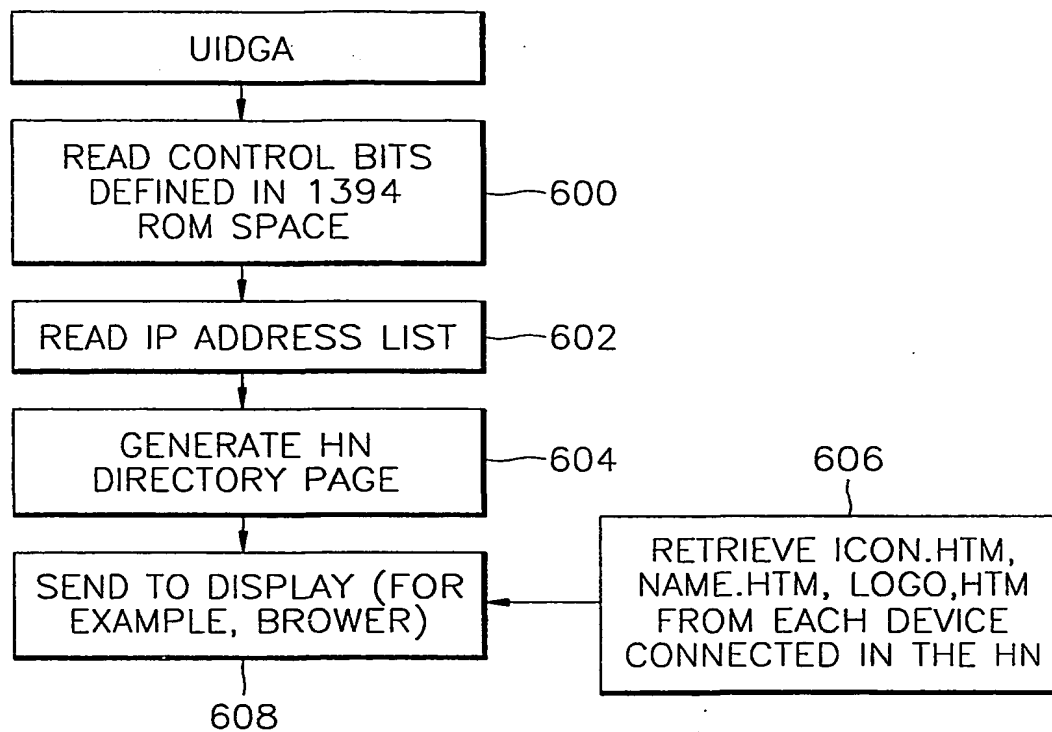 UIDGA
READ CONTROL BITS
DEFINED IN 1394
ROM SPACE
600
READ IP ADDRESS LIST
602
GENERATE HN
DIRECTORY PAGE
604
606
RETRIEVE ICON.HTM,
NAME.HTM, LOGO,HTM
FROM EACH DEVICE
CONNECTED IN THE HN
SEND TO DISPLAY (FOR
EXAMPLE, BROWER)
608